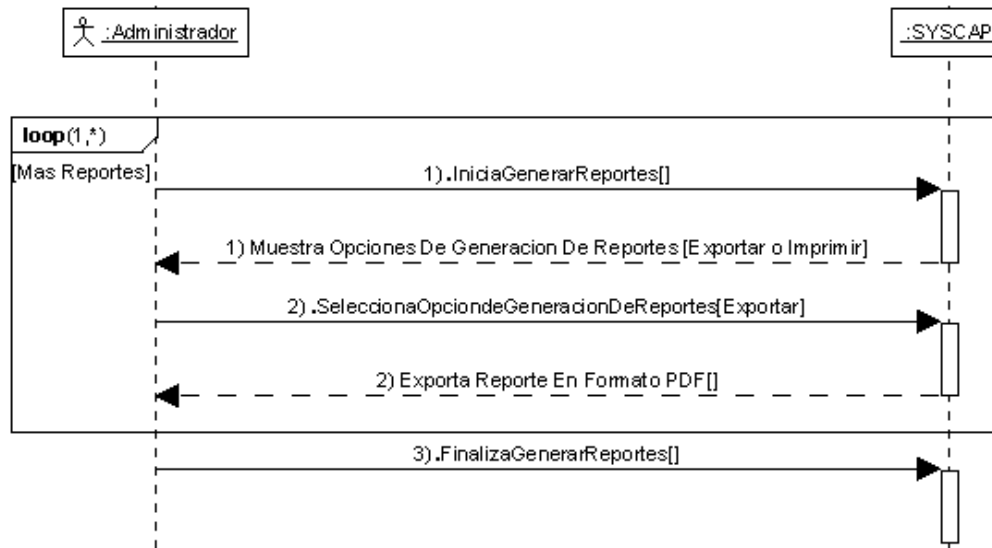 :Administrador
:SYSCAP
loop(1,*)
[Mas Reportes]
1).IniciaGenerarReportes[]
1) Muestra Opciones De Generacion De Reportes [Exportar o Imprimir]
2).SeleccionaOpciondeGeneracionDeReportes[Exportar]
2) Exporta Reporte En Formato PDF[]
3).FinalizaGenerarReportes[]